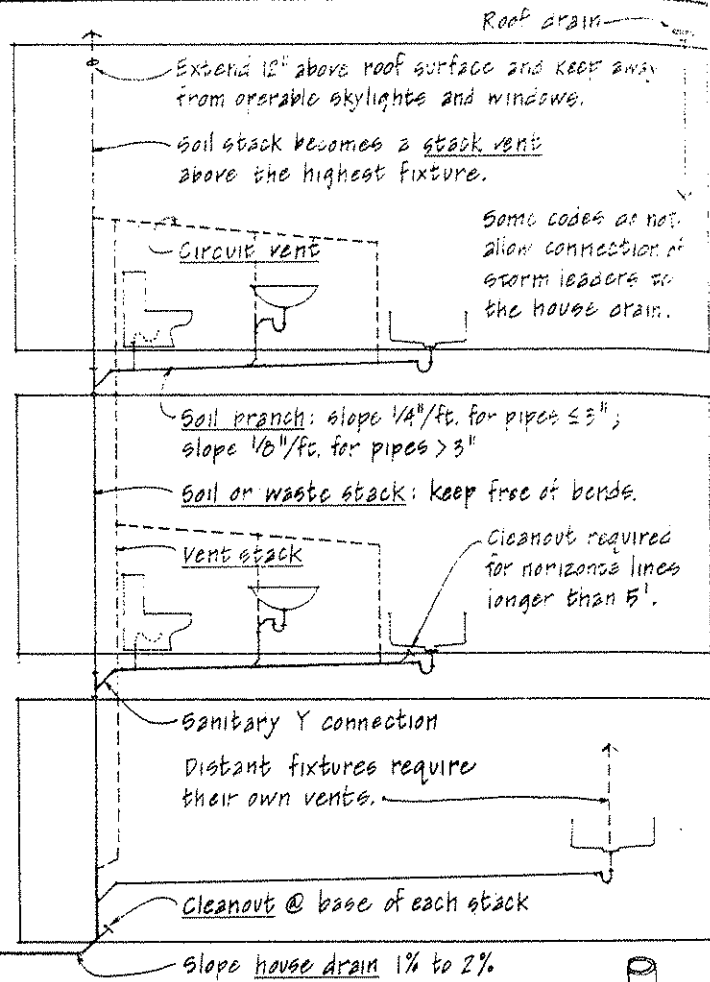 Roof drain
Extend 12" above roof surface and keep away
from operable skylights and windows.
Soil stack becomes a stack vent
above the highest fixture.
Circuit vent
Some codes do not
allow connection of
storm leaders to
the house drain.
Soil branch: slope 1/4"/ft. for pipes ≤ 3";
slope 1/8"/ft. for pipes > 3"
Soil or waste stack: keep free of bends.
Vent stack
Cleanout required
for horizontal lines
longer than 5'.
Sanitary Y connection
Distant fixtures require
their own vents.
Cleanout @ base of each stack
Slope house drain 1% to 2%